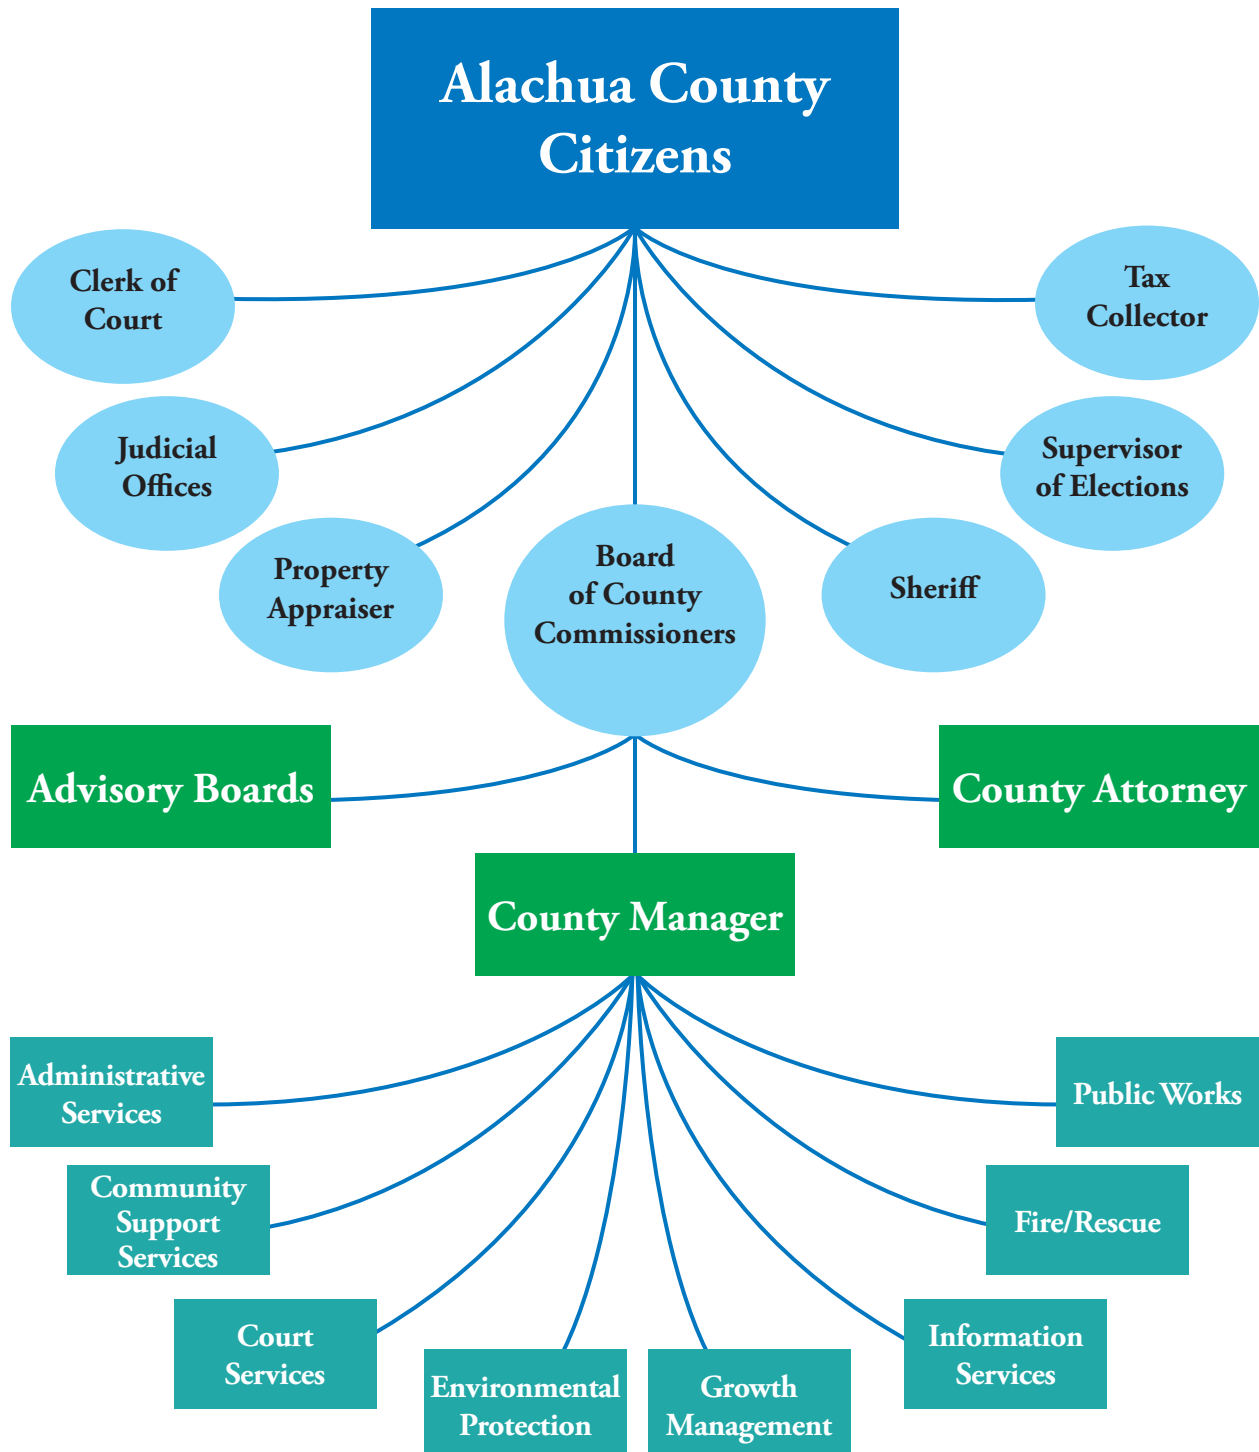 Alachua County
Citizens
Clerk of
Court
Tax
Collector
Judicial
Offices
Supervisor
of Elections
Property
Appraiser
Board
of County
Commissioners
Sheriff
Advisory Boards
County Attorney
County Manager
Administrative
Services
Public Works
Community
Support
Services
Fire/Rescue
Court
Services
Information
Services
Environmental
Protection
Growth
Management